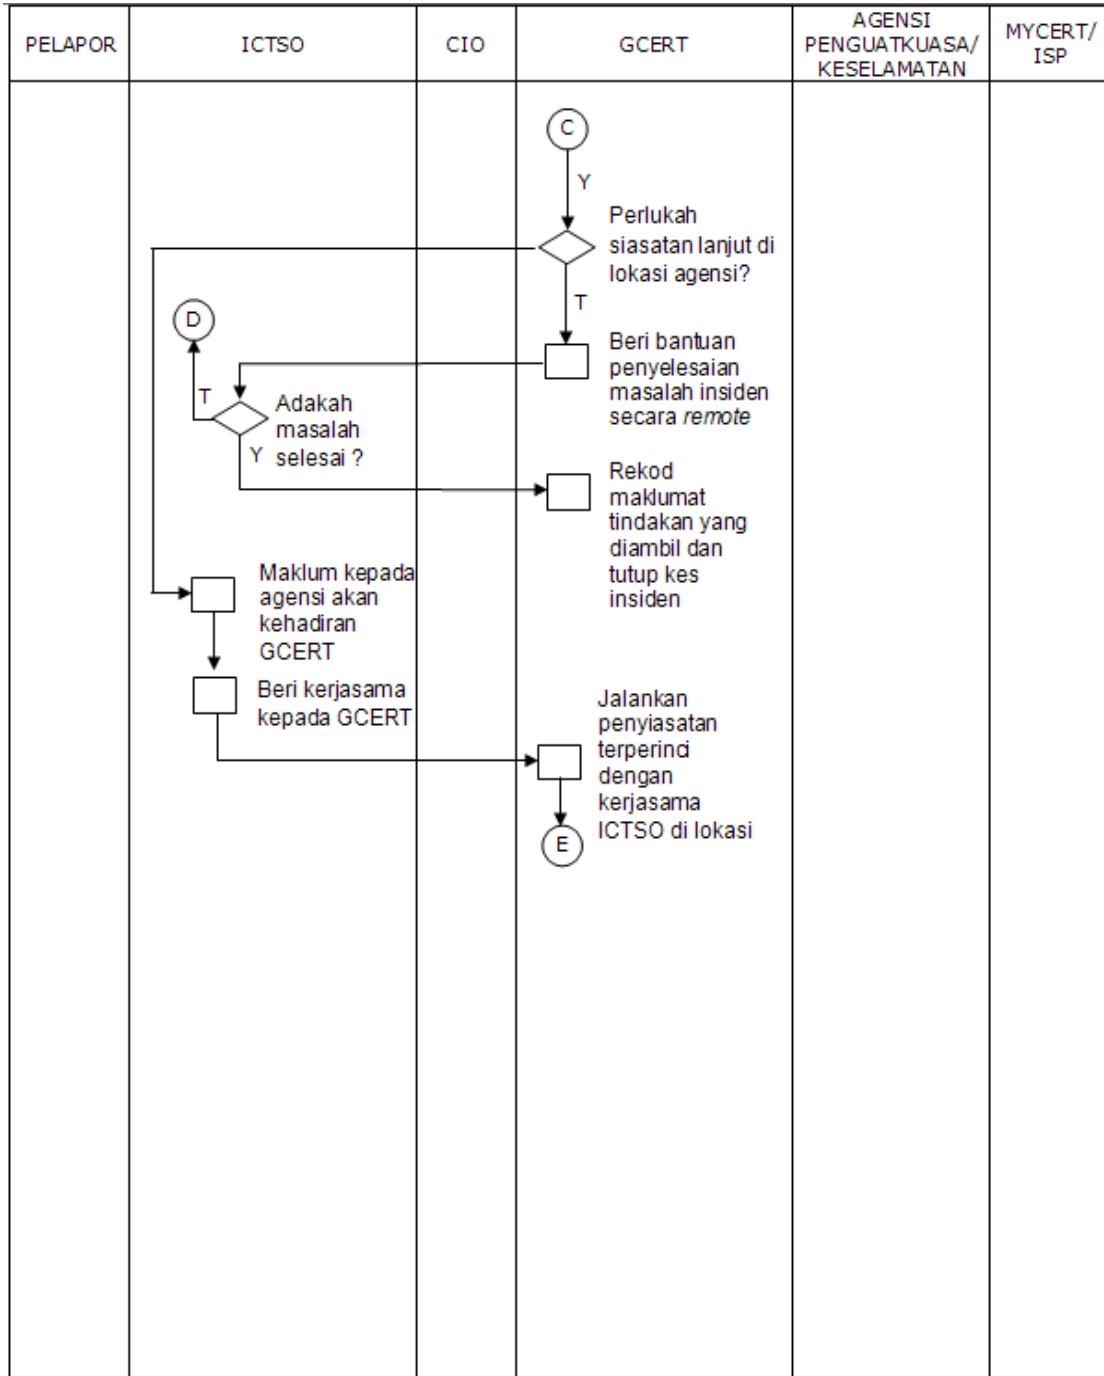 PELAPOR
ICTSO
CIO
GCERT
AGENSI
PENGUATKUASA/
KESELAMATAN
MYCERT/
ISP
C
Y
Perlukah
siasatan lanjut di
lokasi agensi?
T
D
Beri bantuan
penyelesaian
masalah insiden
secara remote
T
Adakah
masalah
selesai ?
Y
Rekod
maklumat
tindakan yang
diambil dan
tutup kes
insiden
Maklum kepada
agensi akan
kehadiran
GCERT
Beri kerjasama
kepada GCERT
Jalankan
penyiasatan
terperinci
dengan
kerjasama
ICTSO di lokasi
E